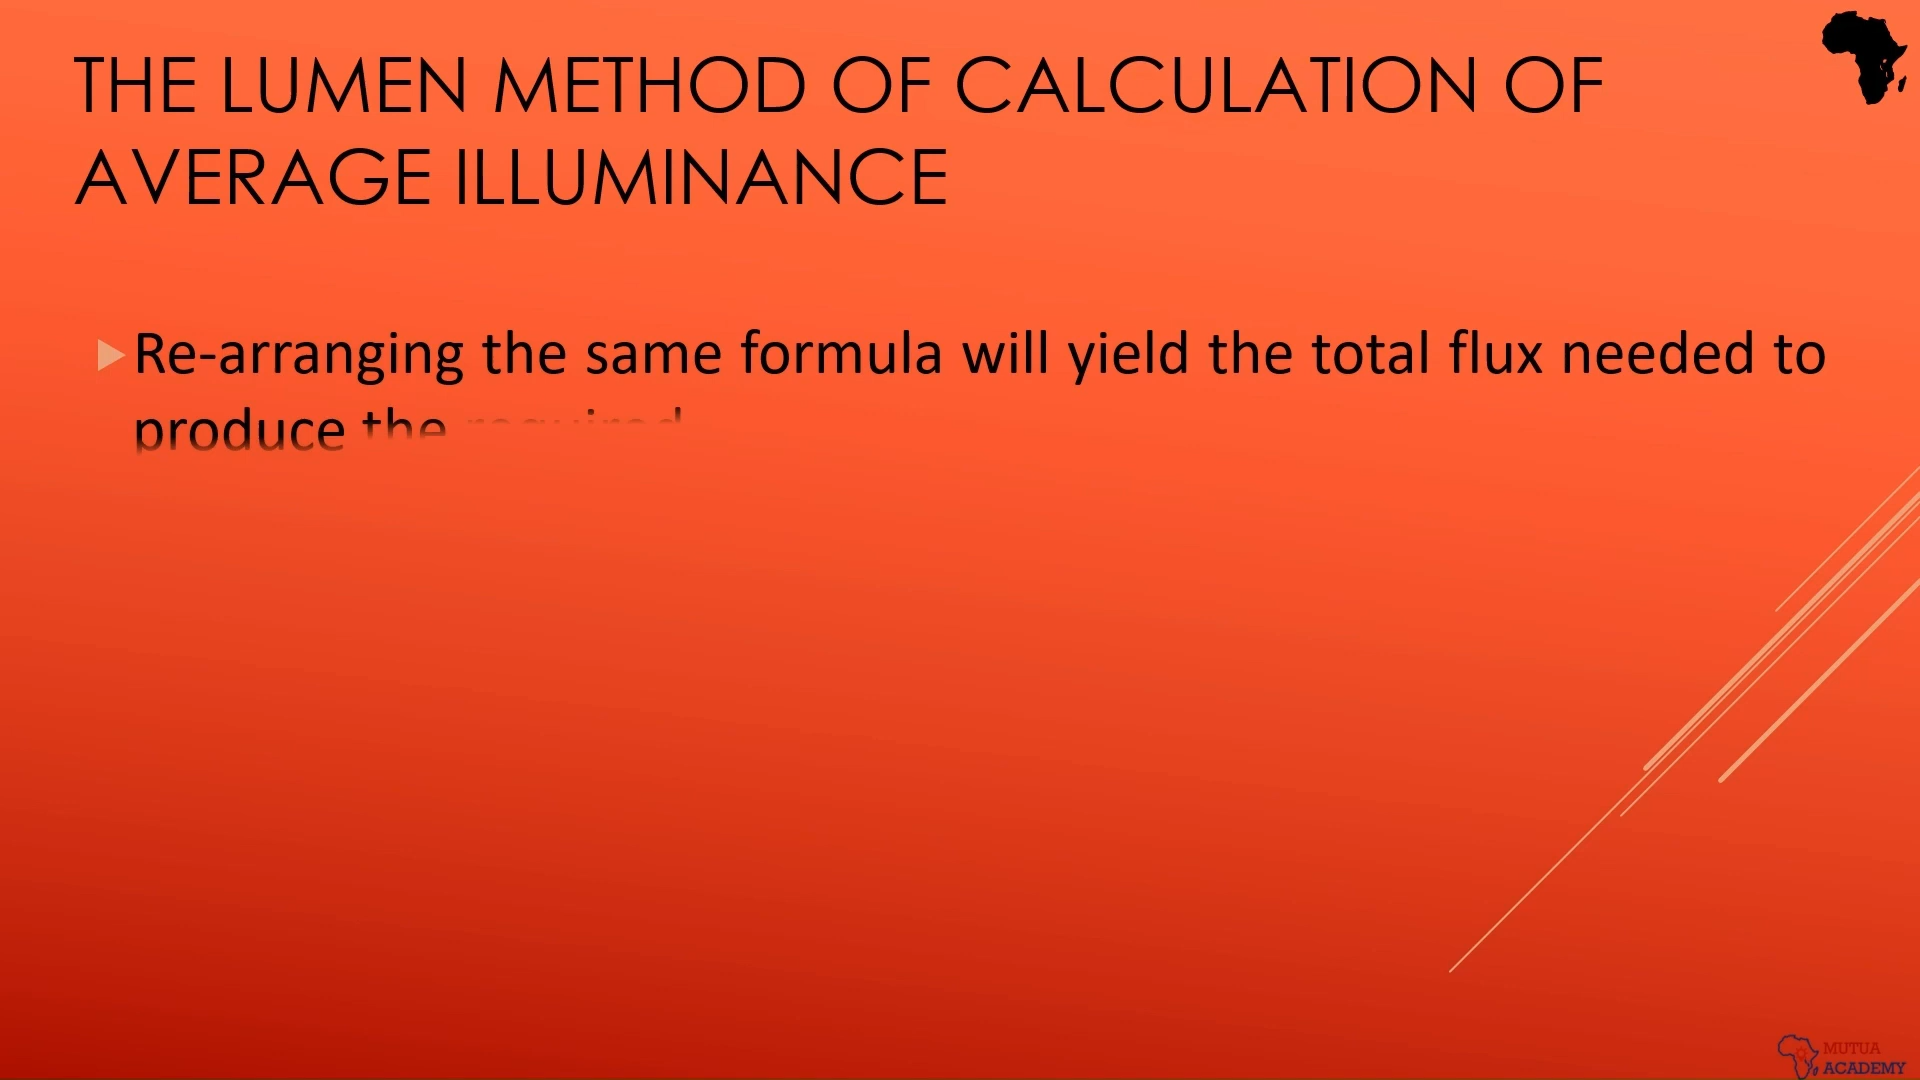 THE LUMEN METHOD OF CALCULATION OF
AVERAGE ILLUMINANCE
Re-arranging the same formula will yield the total flux needed to
produce the required
MUTUA
ACADEMY